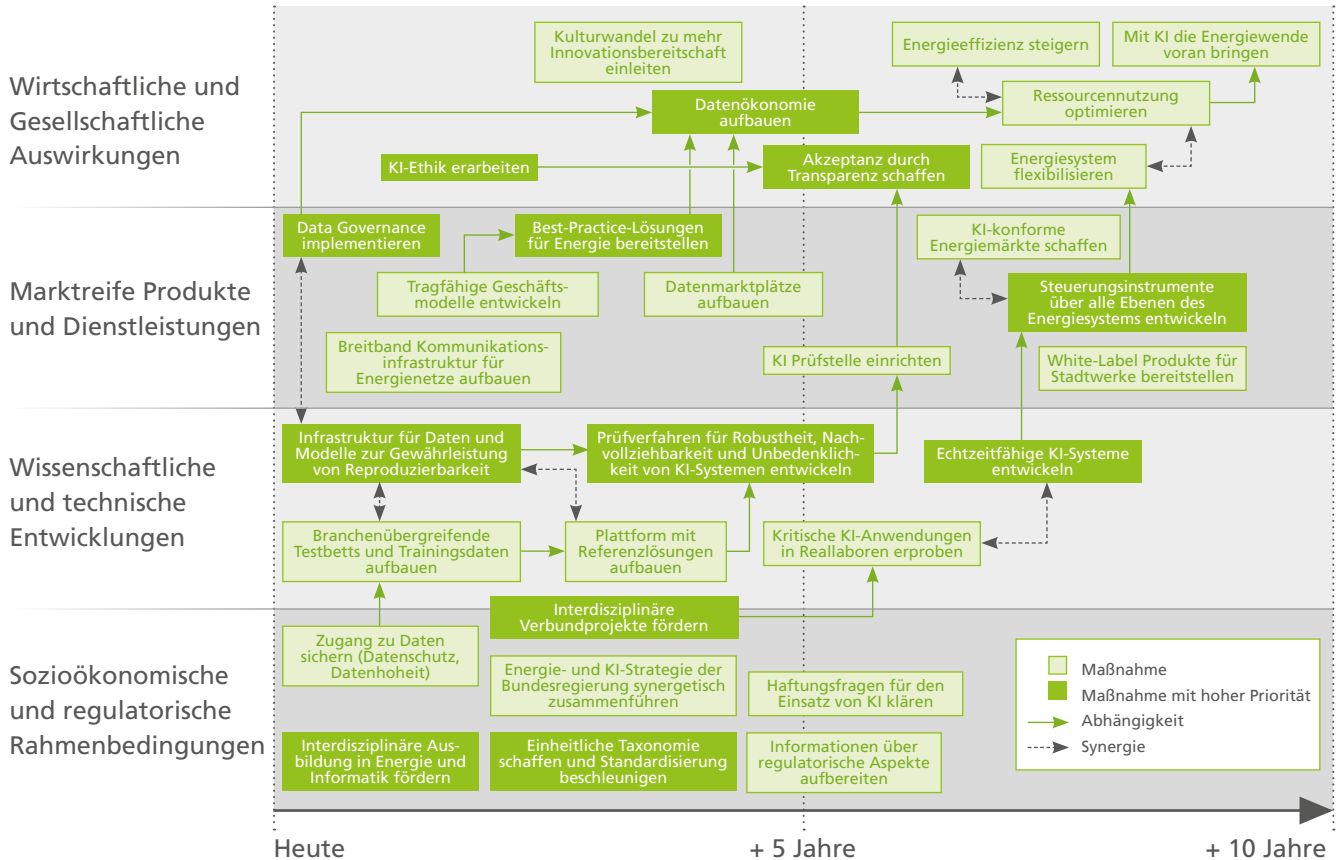 Wirtschaftliche und
Gesellschaftliche
Auswirkungen
Kulturwandel zu mehr
Innovationsbereitschaft
einleiten
Energieeffizienz steigern
Mit KI die Energiewende
voran bringen
Datenökonomie
aufbauen
Ressourcennutzung
optimieren
KI-Ethik erarbeiten
Akzeptanz durch
Transparenz schaffen
Energiesystem
flexibilisieren
Marktreife Produkte
und Dienstleistungen
Data Governance
implementieren
Best-Practice-Lösungen
für Energie bereitstellen
KI-konforme
Energiemärkte schaffen
Tragfähige Geschäfts-
modelle entwickeln
Datenmarktplätze
aufbauen
Steuerungsinstrumente
über alle Ebenen des
Energiesystems entwickeln
Breitband Kommunikations-
infrastruktur für
Energienetze aufbauen
KI Prüfstelle einrichten
White-Label Produkte für
Stadtwerke bereitstellen
Wissenschaftliche
und technische
Entwicklungen
Infrastruktur für Daten und
Modelle zur Gewährleistung
von Reproduzierbarkeit
Prüfverfahren für Robustheit, Nach-
vollziehbarkeit und Unbedenklich-
keit von KI-Systemen entwickeln
Echtzeitfähige KI-Systeme
entwickeln
Branchenübergreifende
Testbetts und Trainingsdaten
aufbauen
Plattform mit
Referenzlösungen
aufbauen
Kritische KI-Anwendungen
in Reallaboren erproben
Sozioökonomische
und regulatorische
Rahmenbedingungen
Interdisziplinäre
Verbundprojekte fördern
Zugang zu Daten
sichern (Datenschutz,
Datenhoheit)
Energie- und KI-Strategie der
Bundesregierung synergetisch
zusammenführen
Haftungsfragen für den
Einsatz von KI klären
Interdisziplinäre Aus-
bildung in Energie und
Informatik fördern
Einheitliche Taxonomie
schaffen und Standardisierung
beschleunigen
Informationen über
regulatorische Aspekte
aufbereiten
Maßnahme
Maßnahme mit hoher Priorität
Abhängigkeit
Synergie
Heute
+ 5 Jahre
+ 10 Jahre